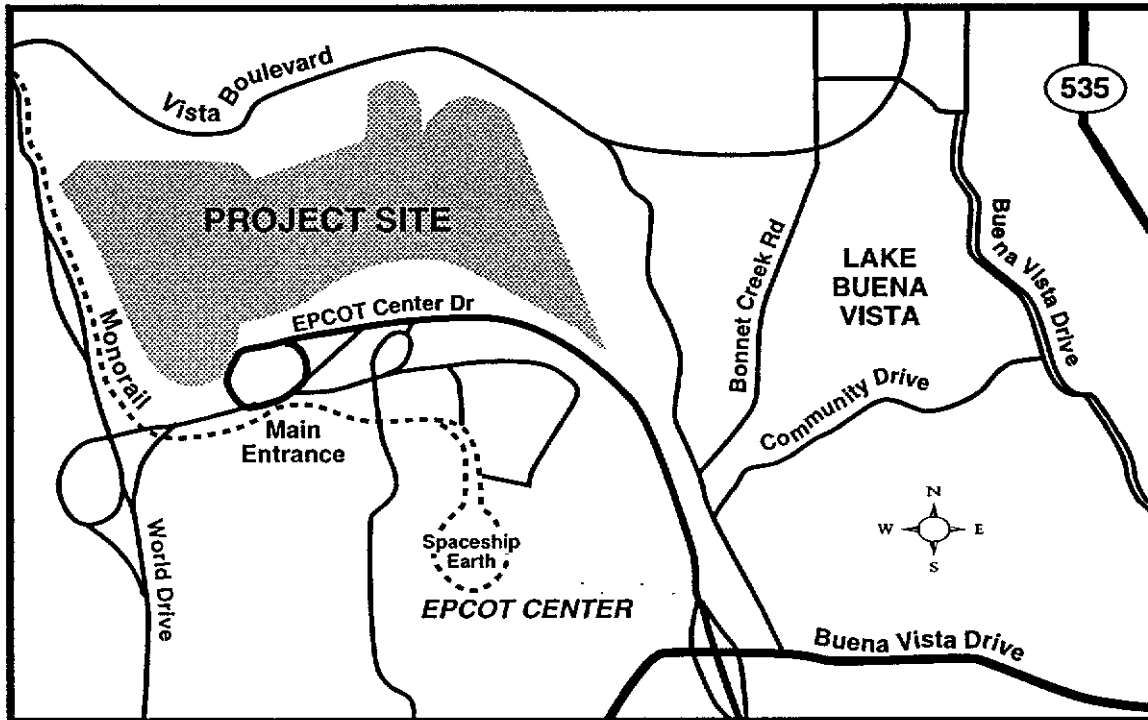 Vista Boulevard
535
PROJECT SITE
Bonnet Creek Rd
LAKE
BUENA
VISTA
Buena Vista Drive
Monorail
EPCOT Center Dr
Community Drive
Main
Entrance
N
W
E
S
World Drive
Spaceship
Earth
EPCOT CENTER
Buena Vista Drive